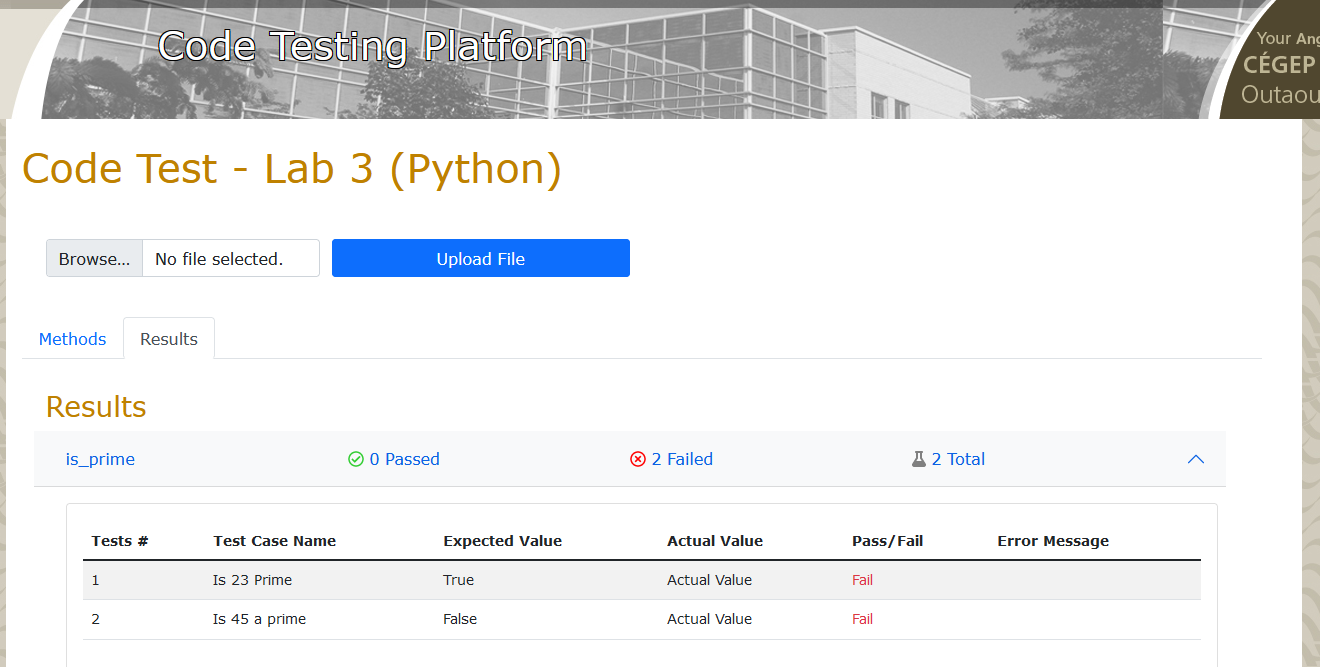 Code Testing Platform
Your
CÉGEP
Code Test - Lab 3 (Python)
Browse... No file selected. Upload File
Methods Results
Results
is_prime 0 Passed 2 Failed 2 Total
Tests # Test Case Name Expected Value Actual Value Pass/Fail Error Message
1 Is 23 Prime True Actual Value Fail
2 Is 45 a prime False Actual Value Fail